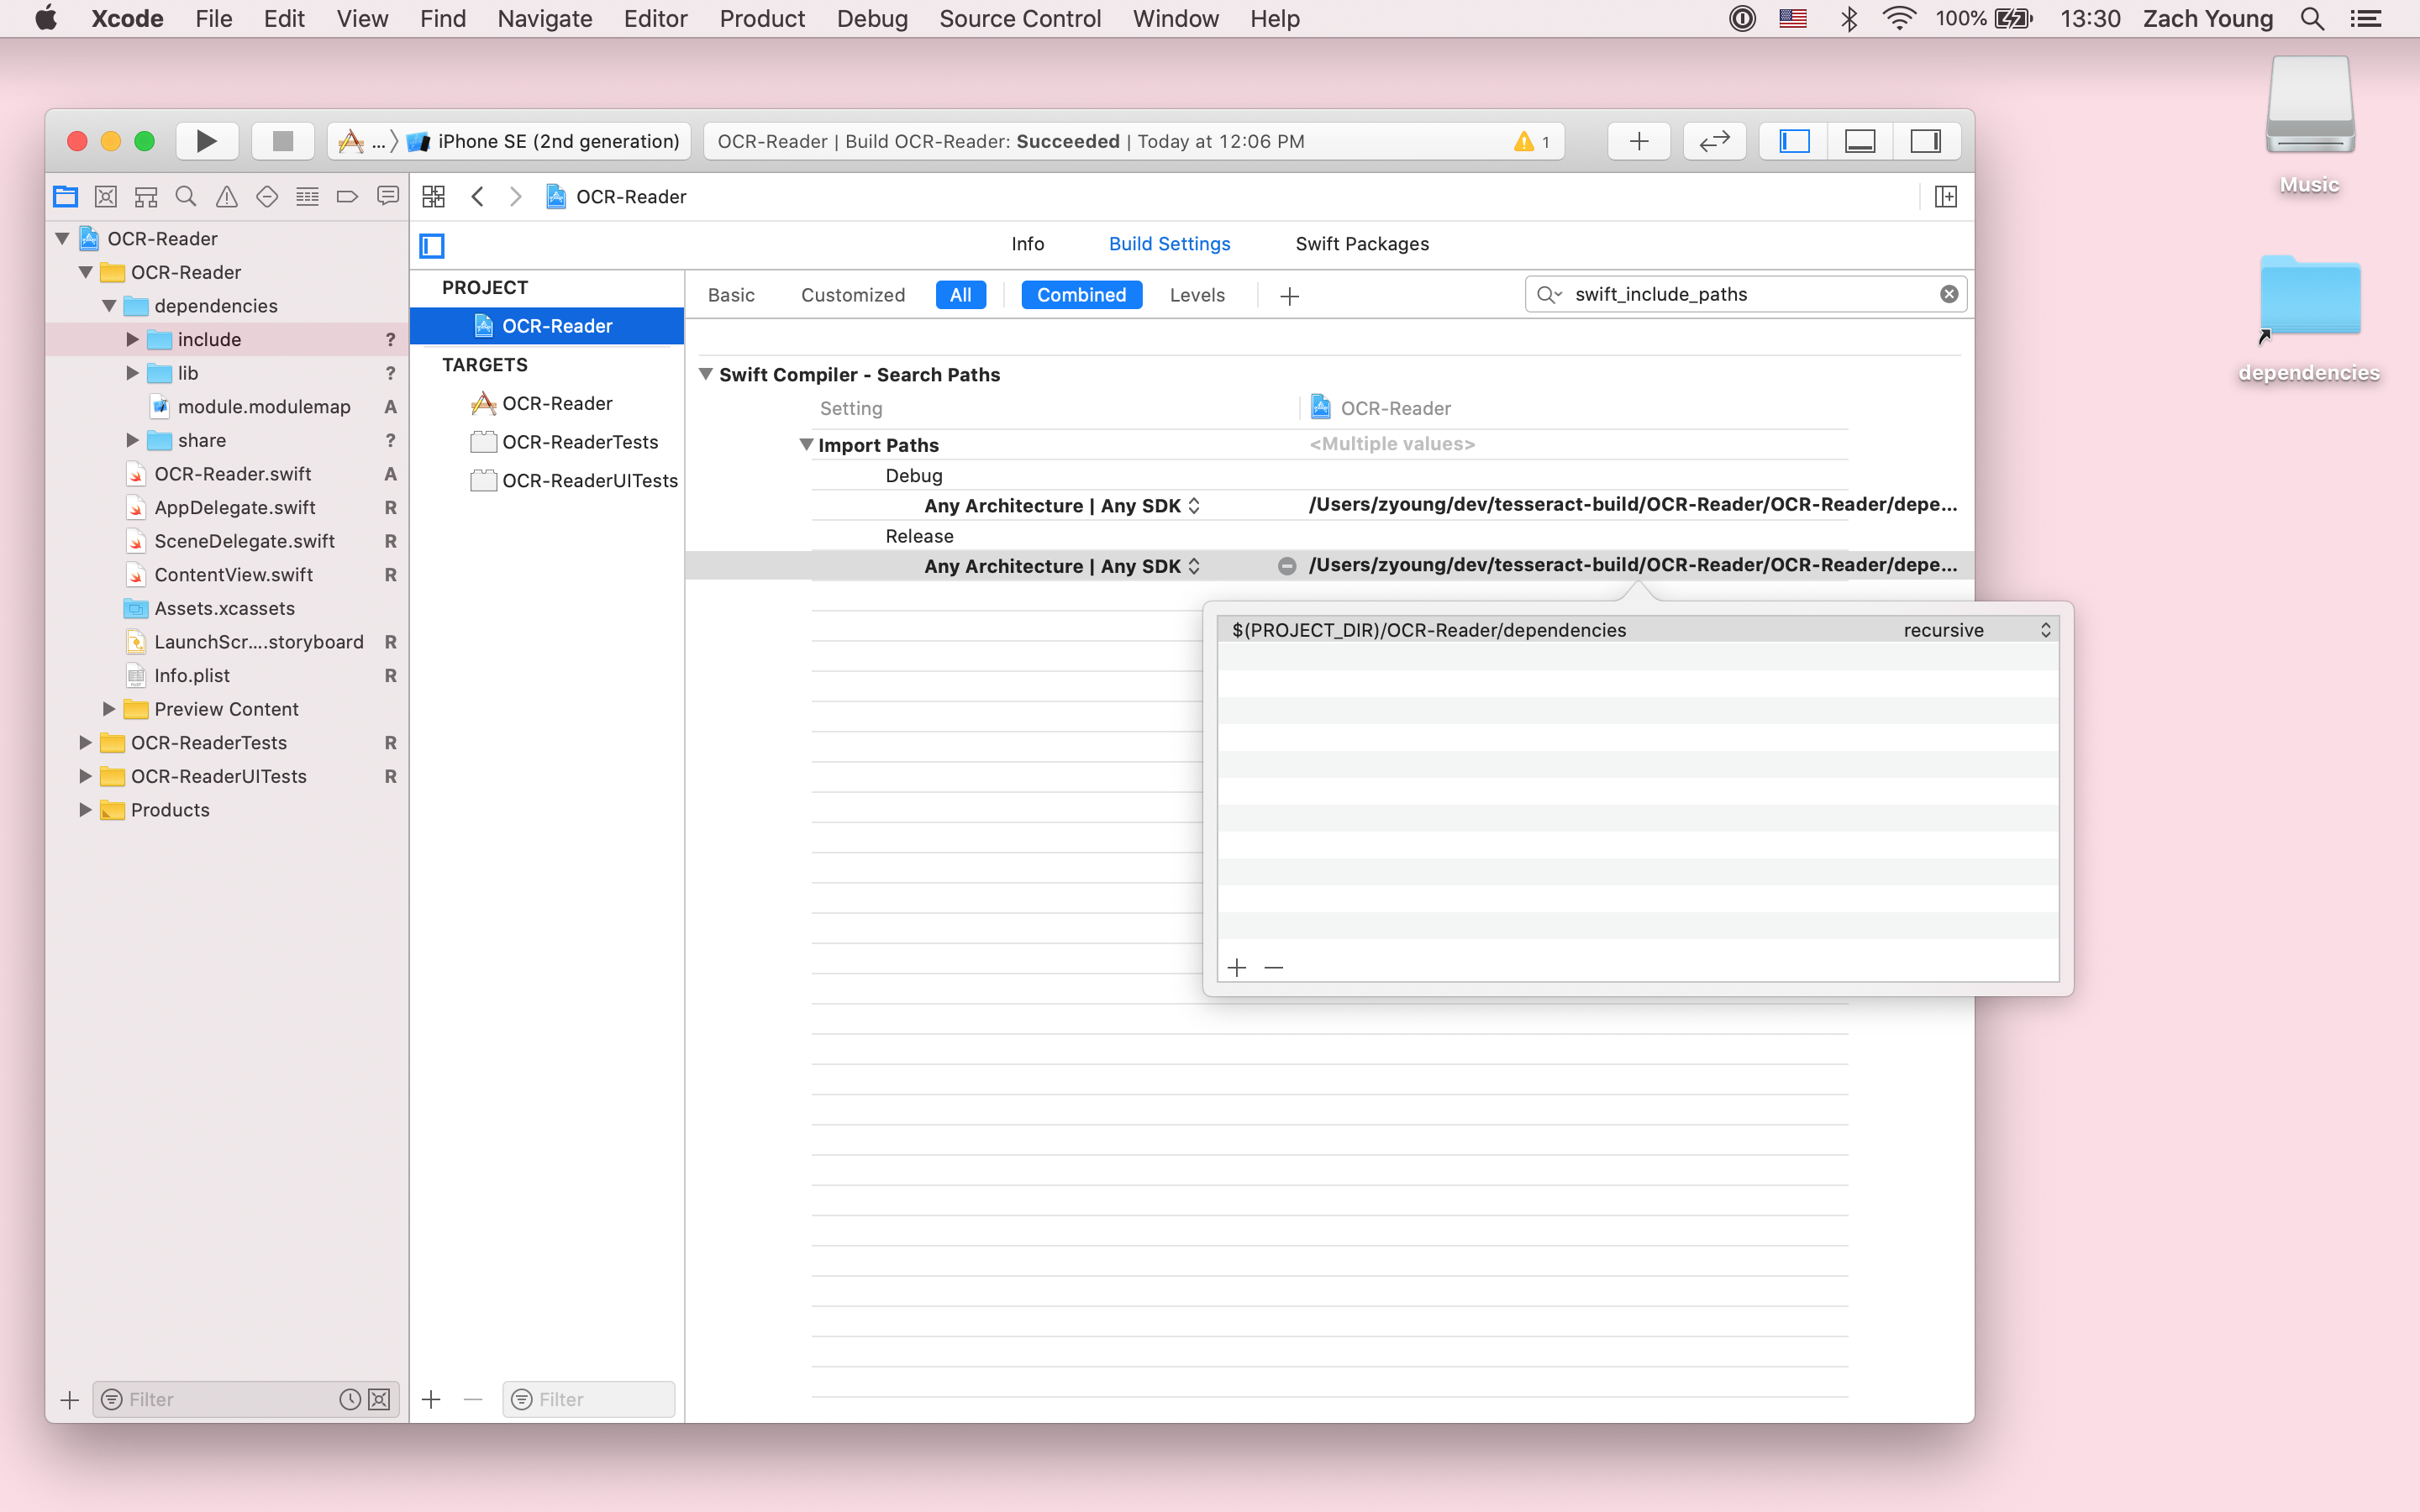 Xcode File Edit View Find Navigate Editor Product Debug Source Control Window Help 100% 13:30 Zach Young
Music
dependencies
... iPhone SE (2nd generation)
OCR-Reader | Build OCR-Reader: Succeeded | Today at 12:06 PM 1
OCR-Reader
OCR-Reader
OCR-Reader
dependencies
include ?
lib ?
module.modulemap A
share ?
OCR-Reader.swift A
AppDelegate.swift R
SceneDelegate.swift R
ContentView.swift R
Assets.xcassets
LaunchScr....storyboard R
Info.plist R
Preview Content
OCR-ReaderTests R
OCR-ReaderUITests R
Products
Filter
Info Build Settings Swift Packages
PROJECT
OCR-Reader
TARGETS
OCR-Reader
OCR-ReaderTests
OCR-ReaderUITests
Filter
Basic Customized All Combined Levels swift_include_paths
Swift Compiler - Search Paths
Setting OCR-Reader
Import Paths <Multiple values>
Debug
Any Architecture | Any SDK /Users/zyoung/dev/tesseract-build/OCR-Reader/OCR-Reader/depe...
Release
Any Architecture | Any SDK /Users/zyoung/dev/tesseract-build/OCR-Reader/OCR-Reader/depe...
$(PROJECT_DIR)/OCR-Reader/dependencies recursive